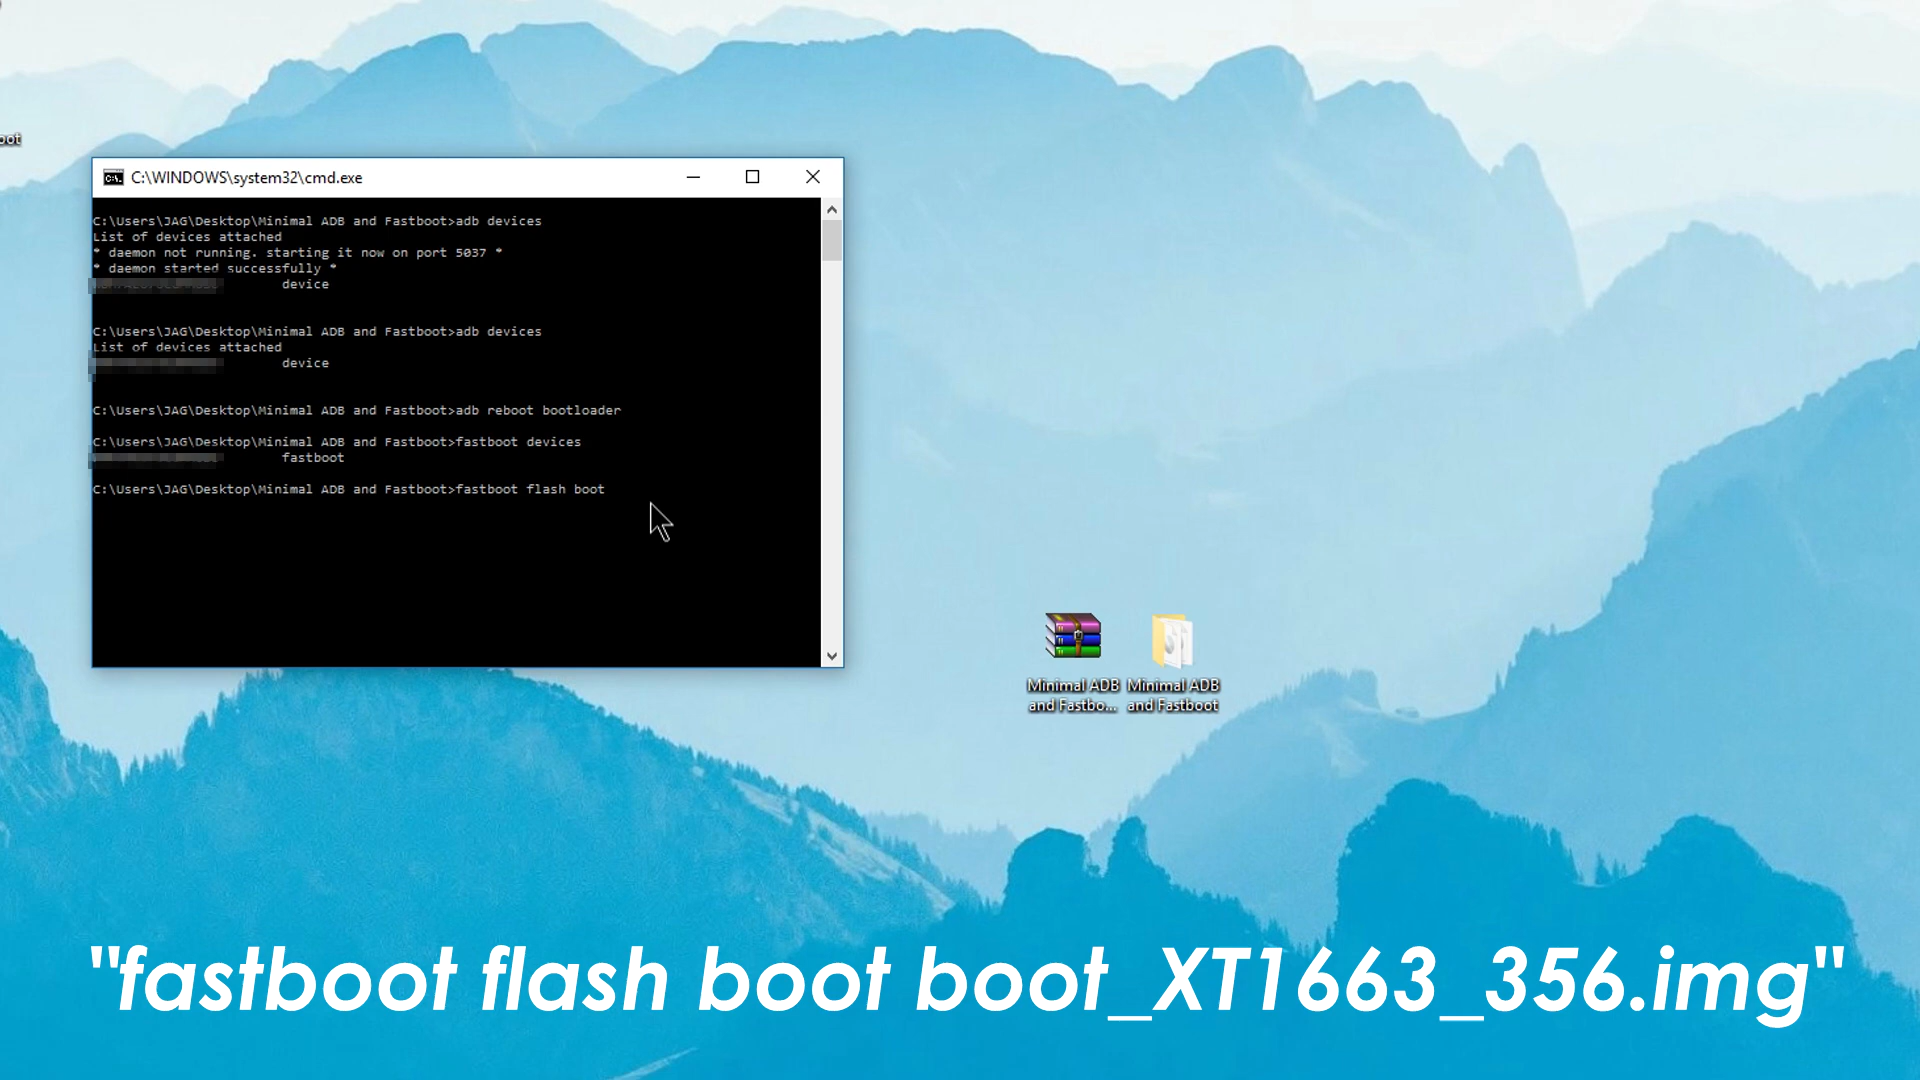 oot
C:\WINDOWS\system32\cmd.exe
C:\Users\JAG\Desktop\Minimal ADB and Fastboot>adb devices
List of devices attached
* daemon not running. starting it now on port 5037 *
* daemon started successfully *
device
C:\Users\JAG\Desktop\Minimal ADB and Fastboot>adb devices
List of devices attached
device
C:\Users\JAG\Desktop\Minimal ADB and Fastboot>adb reboot bootloader
C:\Users\JAG\Desktop\Minimal ADB and Fastboot>fastboot devices
fastboot
C:\Users\JAG\Desktop\Minimal ADB and Fastboot>fastboot flash boot
Minimal ADB
and Fastbo...
Minimal ADB
and Fastboot
"fastboot flash boot boot_XT1663_356.img"